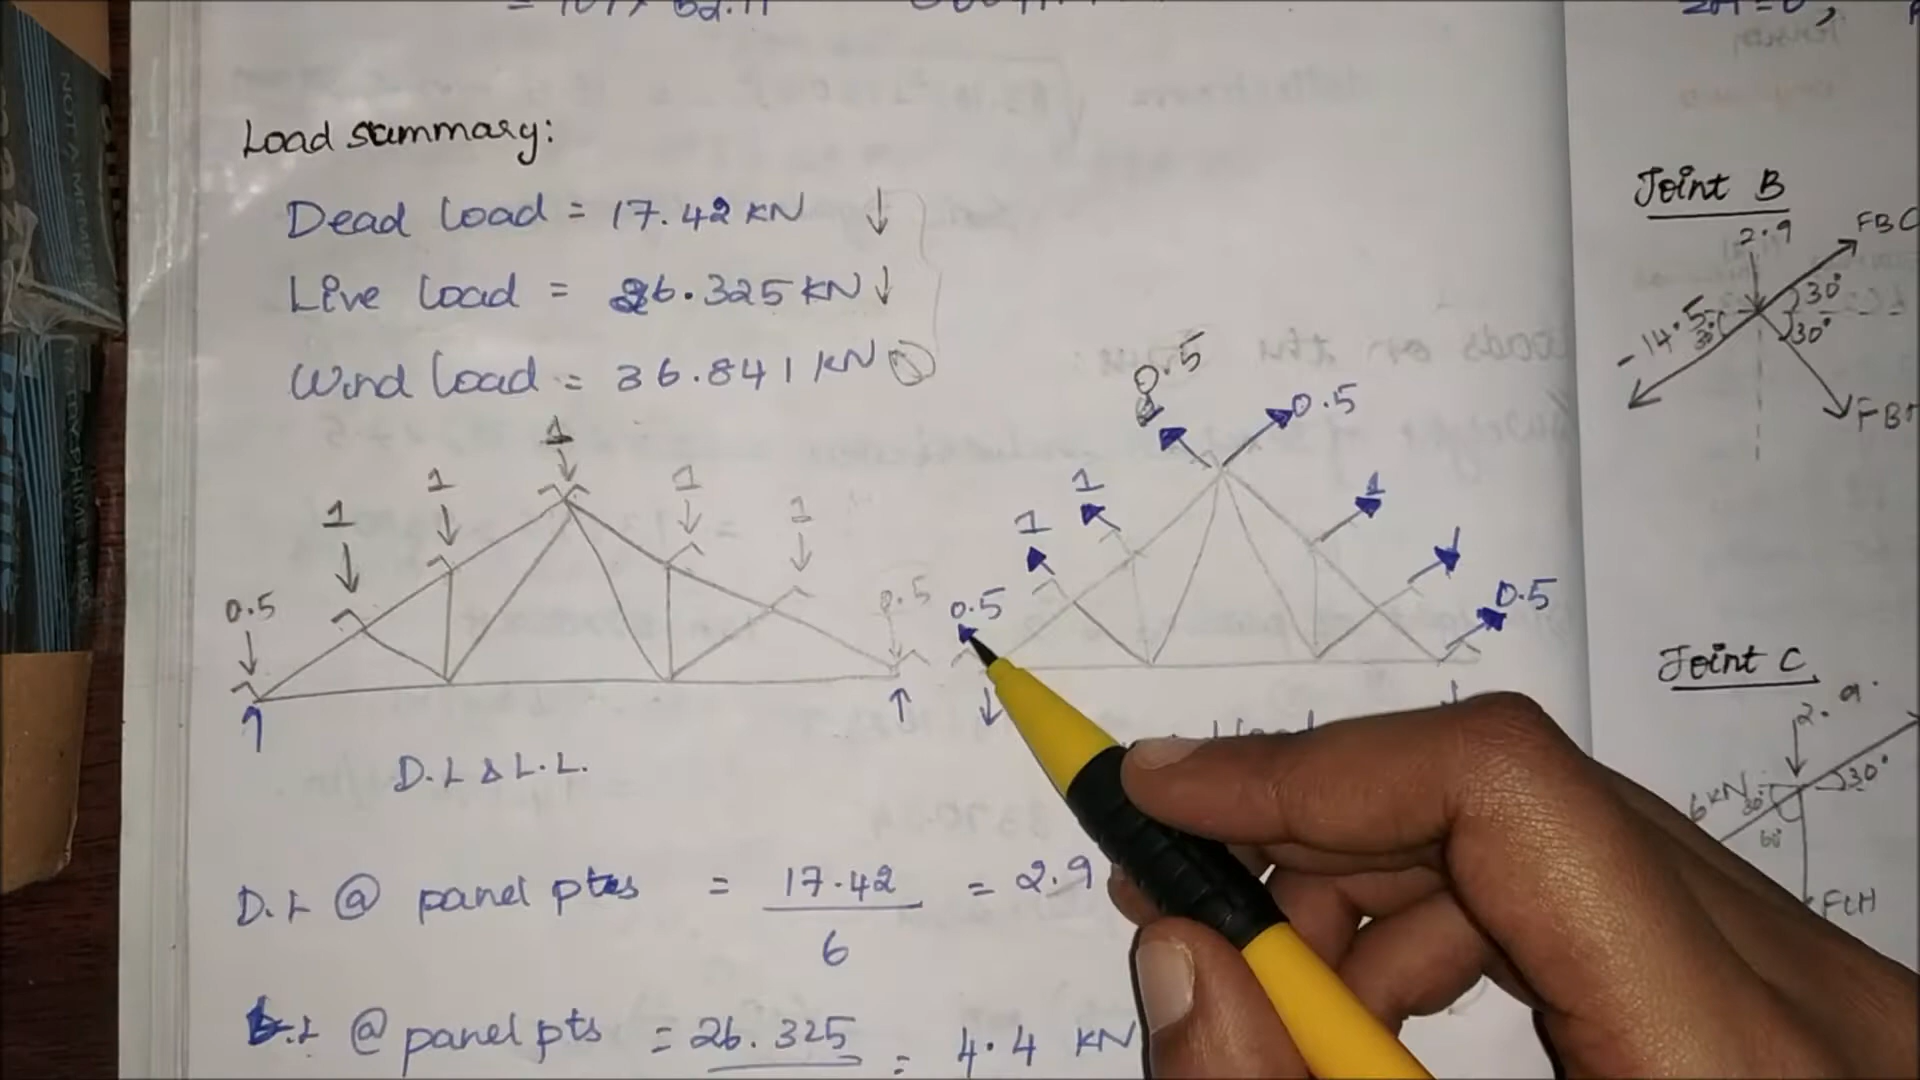 Load summary:
Dead load = 17.42 KN ↓
Live load = 26.325 KN ↓
Wind load = 36.841 KN
0.5 1 1 1 1 1 0.5
0.5 1 1 0.5 0.5 1 1 0.5
D.L & L.L.
D.L @ panel pts = 17.42 / 6 = 2.9
L.L @ panel pts = 26.325 = 4.4 KN
Joint B
2.9
FBC
30°
30°
-14.5
30°
FBH
Joint C
2.9
30°
6 KN
30°
60°
FCH